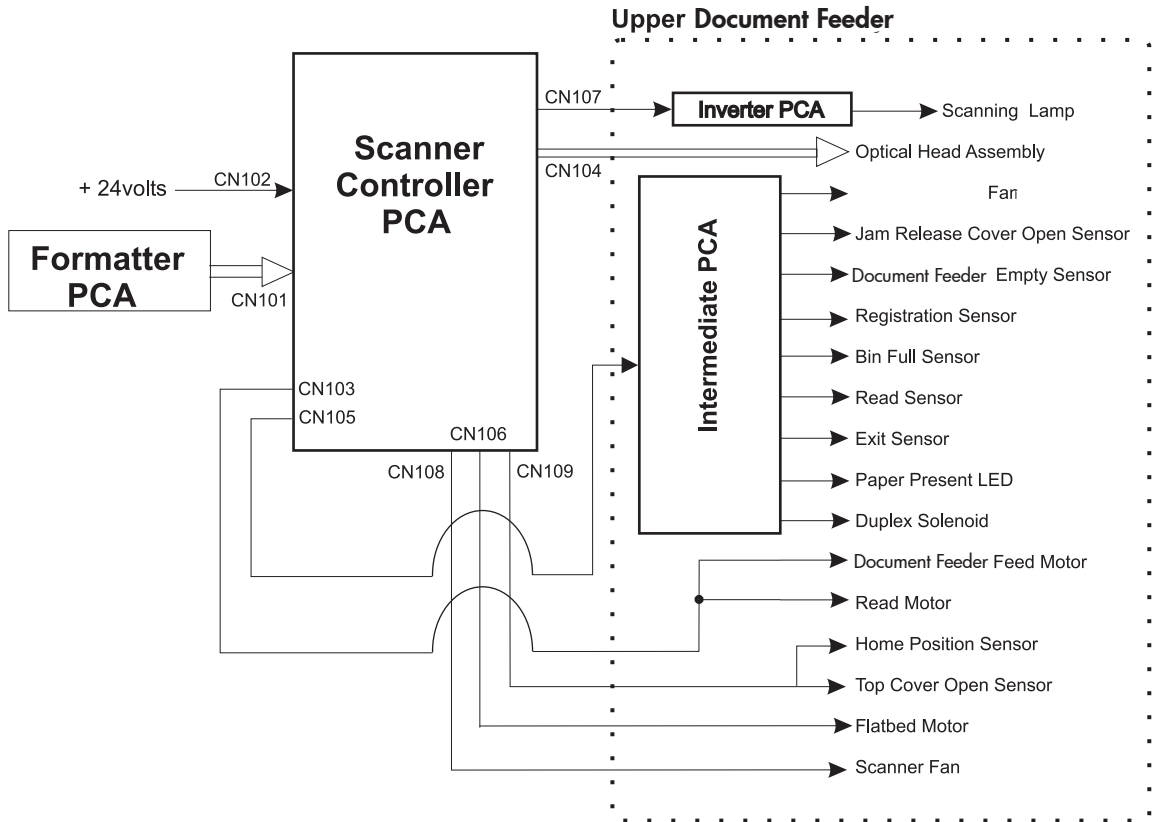 Upper Document Feeder
CN107
Inverter PCA
Scanning Lamp
Scanner
Controller
PCA
CN104
Optical Head Assembly
+ 24volts
CN102
Formatter
PCA
CN101
Intermediate PCA
Fan
Jam Release Cover Open Sensor
Document Feeder Empty Sensor
Registration Sensor
Bin Full Sensor
Read Sensor
Exit Sensor
Paper Present LED
Duplex Solenoid
CN103
CN105
CN106
CN108
CN109
Document Feeder Feed Motor
Read Motor
Home Position Sensor
Top Cover Open Sensor
Flatbed Motor
Scanner Fan